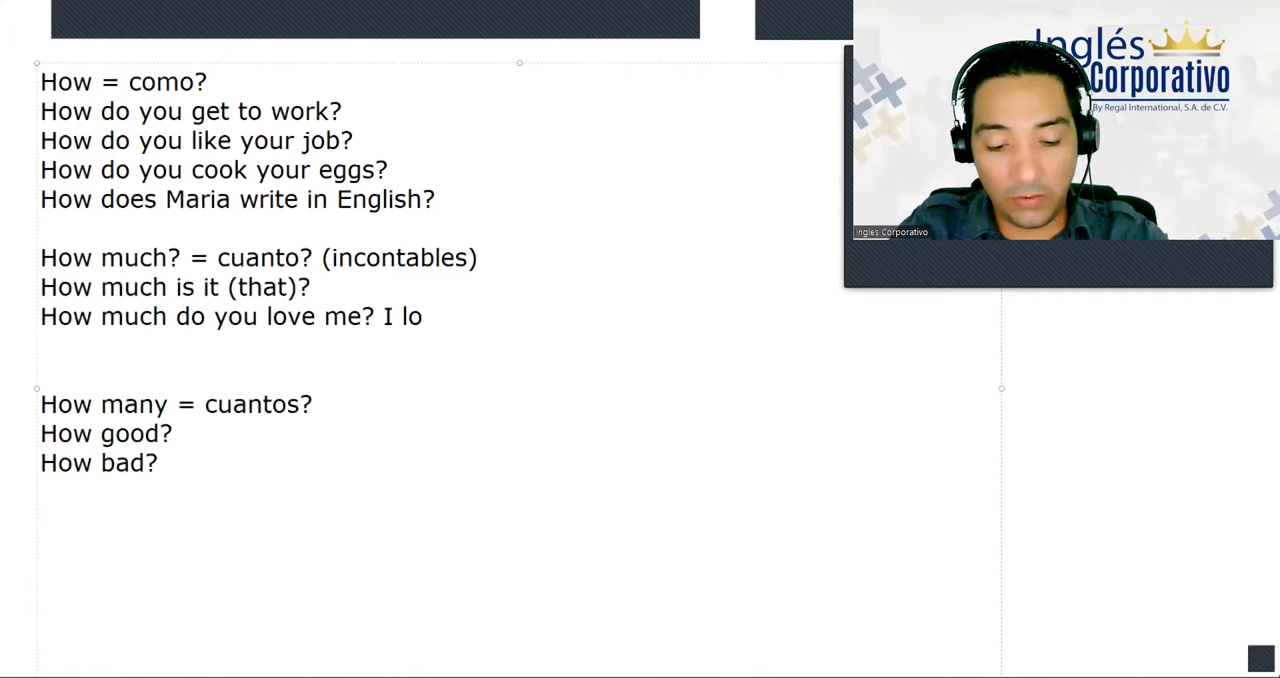 How = como?
How do you get to work?
How do you like your job?
How do you cook your eggs?
How does Maria write in English?
How much? = cuanto? (incontables)
How much is it (that)?
How much do you love me? I lo
How many = cuantos?
How good?
How bad?
Inglés
Corporativo
By Regal International, S.A. de C.V.
Inglés Corporativo